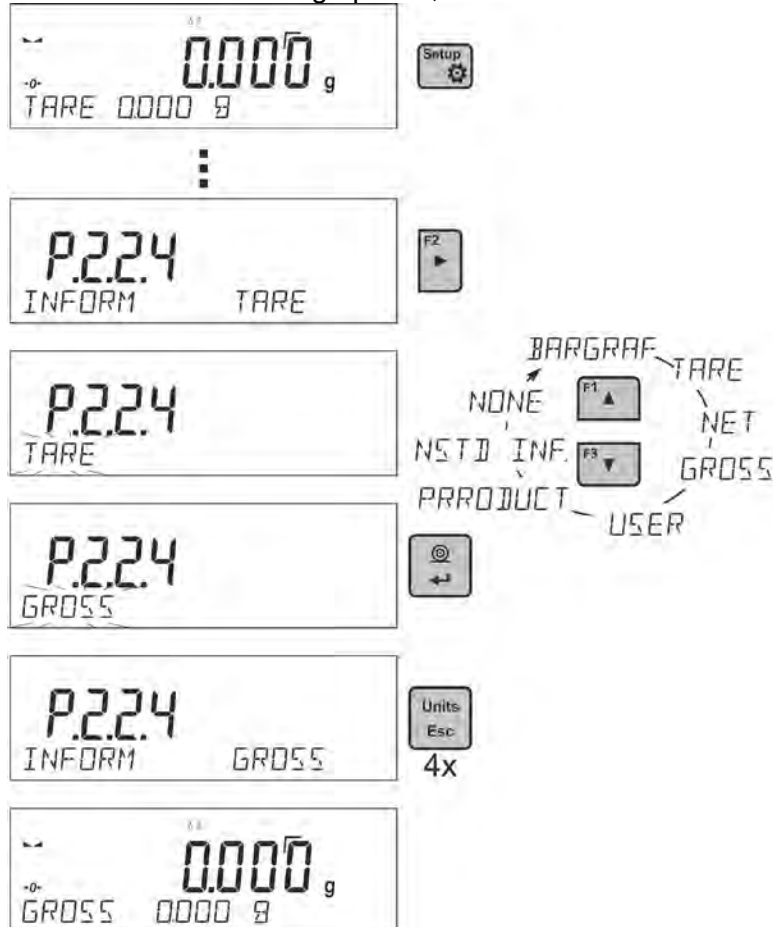 0.000 g
-0-
TARE 0.000 g
Setup
P.2.2.4
INFORM TARE
F2
P.2.2.4
TARE
BARGRAF
TARE
NET
GROSS
USER
PRRODUCT
NSTD INF.
NONE
F1
F3
P.2.2.4
GROSS
P.2.2.4
INFORM GROSS
Units
Esc
4x
0.000 g
-0-
GROSS 0.000 g